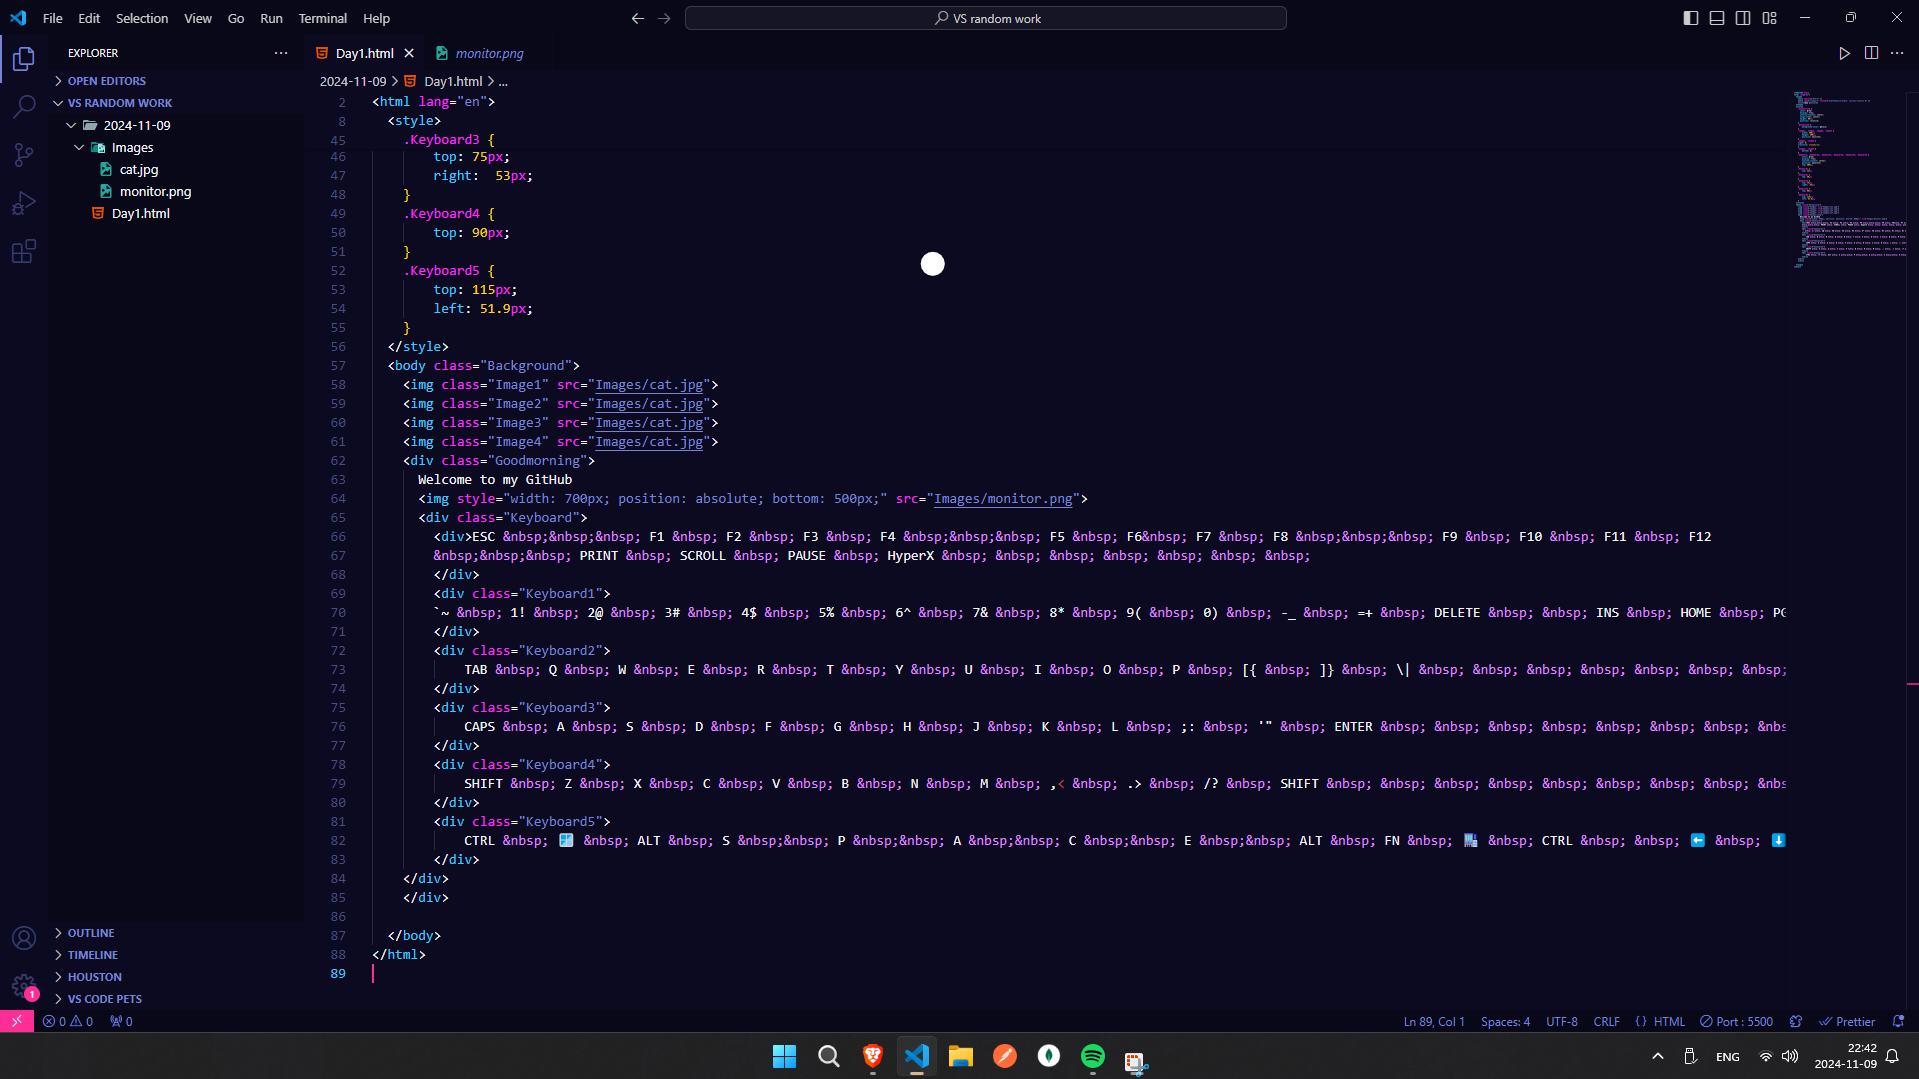 File Edit Selection View Go Run Terminal Help
VS random work
EXPLORER
Day1.html
monitor.png
OPEN EDITORS
VS RANDOM WORK
2024-11-09
Images
cat.jpg
monitor.png
Day1.html
2024-11-09 > Day1.html > ...
2 <html lang="en">
8 <style>
45 .Keyboard3 {
46 top: 75px;
47 right:  53px;
48 }
49 .Keyboard4 {
50 top: 90px;
51 }
52 .Keyboard5 {
53 top: 115px;
54 left: 51.9px;
55 }
56 </style>
57 <body class="Background">
58 <img class="Image1" src="Images/cat.jpg">
59 <img class="Image2" src="Images/cat.jpg">
60 <img class="Image3" src="Images/cat.jpg">
61 <img class="Image4" src="Images/cat.jpg">
62 <div class="Goodmorning">
63 Welcome to my GitHub
64 <img style="width: 700px; position: absolute; bottom: 500px;" src="Images/monitor.png">
65 <div class="Keyboard">
66 <div>ESC &nbsp;&nbsp;&nbsp; F1 &nbsp; F2 &nbsp; F3 &nbsp; F4 &nbsp;&nbsp;&nbsp; F5 &nbsp; F6&nbsp; F7 &nbsp; F8 &nbsp;&nbsp;&nbsp; F9 &nbsp; F10 &nbsp; F11 &nbsp; F12
67 &nbsp;&nbsp;&nbsp; PRINT &nbsp; SCROLL &nbsp; PAUSE &nbsp; HyperX &nbsp; &nbsp; &nbsp; &nbsp; &nbsp; &nbsp; &nbsp;
68 </div>
69 <div class="Keyboard1">
70 `~ &nbsp; 1! &nbsp; 2@ &nbsp; 3# &nbsp; 4$ &nbsp; 5% &nbsp; 6^ &nbsp; 7& &nbsp; 8* &nbsp; 9( &nbsp; 0) &nbsp; -_ &nbsp; =+ &nbsp; DELETE &nbsp; &nbsp; INS &nbsp; HOME &nbsp; PG
71 </div>
72 <div class="Keyboard2">
73 TAB &nbsp; Q &nbsp; W &nbsp; E &nbsp; R &nbsp; T &nbsp; Y &nbsp; U &nbsp; I &nbsp; O &nbsp; P &nbsp; [{ &nbsp; ]} &nbsp; \| &nbsp; &nbsp; &nbsp; &nbsp; &nbsp; &nbsp; &nbsp;
74 </div>
75 <div class="Keyboard3">
76 CAPS &nbsp; A &nbsp; S &nbsp; D &nbsp; F &nbsp; G &nbsp; H &nbsp; J &nbsp; K &nbsp; L &nbsp; ;: &nbsp; '" &nbsp; ENTER &nbsp; &nbsp; &nbsp; &nbsp; &nbsp; &nbsp; &nbsp; &nbs
77 </div>
78 <div class="Keyboard4">
79 SHIFT &nbsp; Z &nbsp; X &nbsp; C &nbsp; V &nbsp; B &nbsp; N &nbsp; M &nbsp; ,< &nbsp; .> &nbsp; /? &nbsp; SHIFT &nbsp; &nbsp; &nbsp; &nbsp; &nbsp; &nbsp; &nbsp; &nbsp; &nbs
80 </div>
81 <div class="Keyboard5">
82 CTRL &nbsp; 🪟 &nbsp; ALT &nbsp; S &nbsp;&nbsp; P &nbsp;&nbsp; A &nbsp;&nbsp; C &nbsp;&nbsp; E &nbsp;&nbsp; ALT &nbsp; FN &nbsp; &nbsp; CTRL &nbsp; &nbsp; ⬅️ &nbsp; ⬇️
83 </div>
84 </div>
85 </div>
86
87 </body>
88 </html>
89
OUTLINE
TIMELINE
HOUSTON
VS CODE PETS
1
0 0 0
Ln 89, Col 1 Spaces: 4 UTF-8 CRLF {} HTML Port : 5500 Prettier
ENG
22:42
2024-11-09